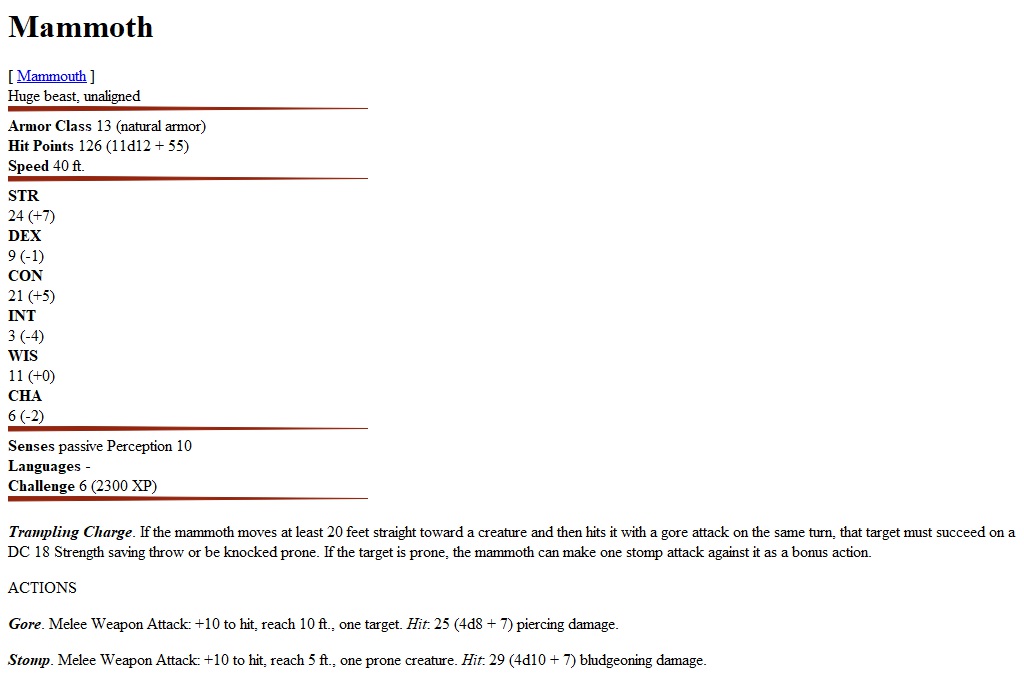 Mammoth
[ Mammouth ]
Huge beast, unaligned
Armor Class 13 (natural armor)
Hit Points 126 (11d12 + 55)
Speed 40 ft.
STR
24 (+7)
DEX
9 (-1)
CON
21 (+5)
INT
3 (-4)
WIS
11 (+0)
CHA
6 (-2)
Senses passive Perception 10
Languages -
Challenge 6 (2300 XP)
Trampling Charge. If the mammoth moves at least 20 feet straight toward a creature and then hits it with a gore attack on the same turn, that target must succeed on a
DC 18 Strength saving throw or be knocked prone. If the target is prone, the mammoth can make one stomp attack against it as a bonus action.
ACTIONS
Gore. Melee Weapon Attack: +10 to hit, reach 10 ft., one target. Hit: 25 (4d8 + 7) piercing damage.
Stomp. Melee Weapon Attack: +10 to hit, reach 5 ft., one prone creature. Hit: 29 (4d10 + 7) bludgeoning damage.